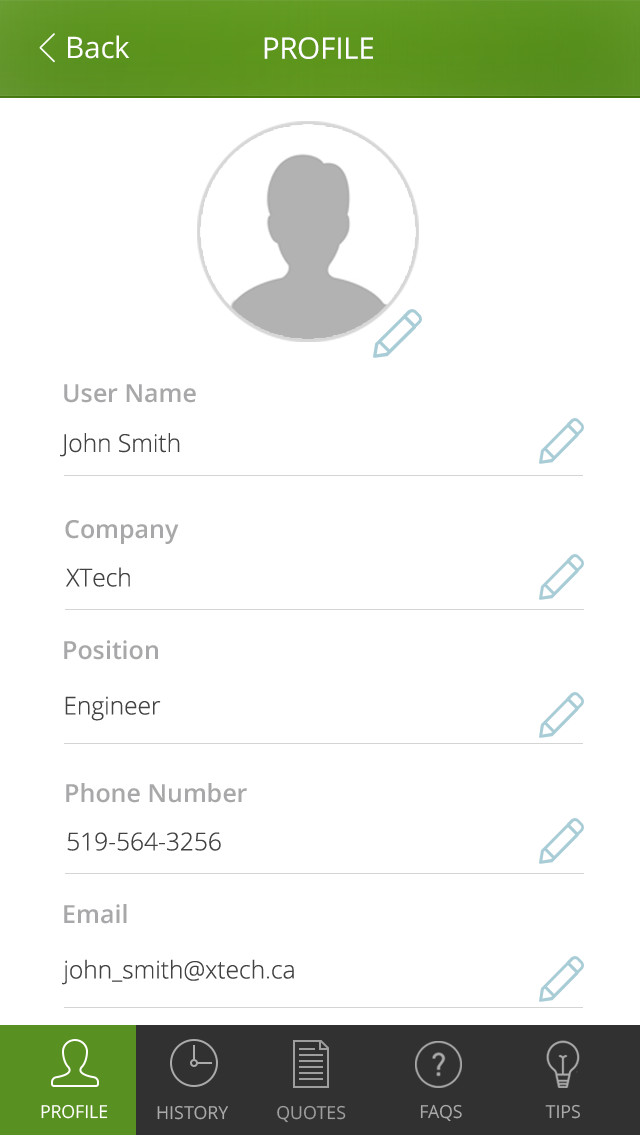 Back
PROFILE
User Name
John Smith
Company
XTech
Position
Engineer
Phone Number
519-564-3256
Email
john_smith@xtech.ca
?
PROFILE
HISTORY
QUOTES
FAQS
TIPS